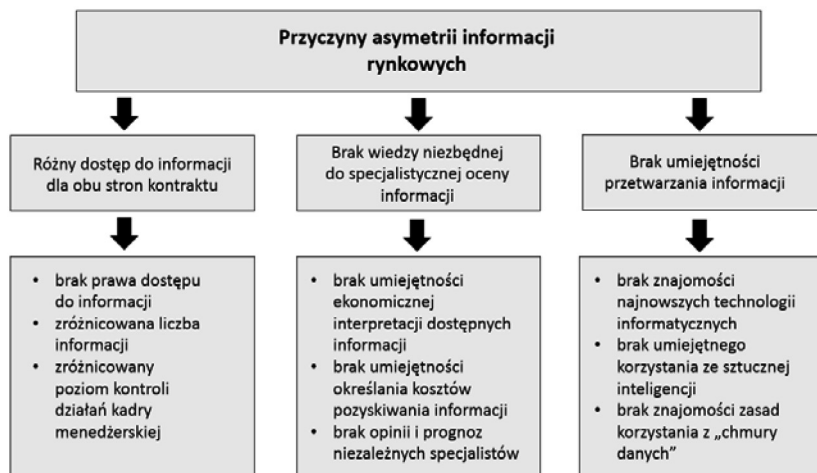 Przyczyny asymetrii informacji
rynkowych
Różny dostęp do informacji
dla obu stron kontraktu
Brak wiedzy niezbędnej
do specjalistycznej oceny
informacji
Brak umiejętności
przetwarzania informacji
• brak prawa dostępu
do informacji
• zróżnicowana liczba
informacji
• zróżnicowany
poziom kontroli
działań kadry
menedżerskiej
• brak umiejętności
ekonomicznej
interpretacji dostępnych
informacji
• brak umiejętności
określania kosztów
pozyskiwania informacji
• brak opinii i prognoz
niezależnych specjalistów
• brak znajomości
najnowszych technologii
informatycznych
• brak umiejętnego
korzystania ze sztucznej
inteligencji
• brak znajomości zasad
korzystania z „chmury
danych”